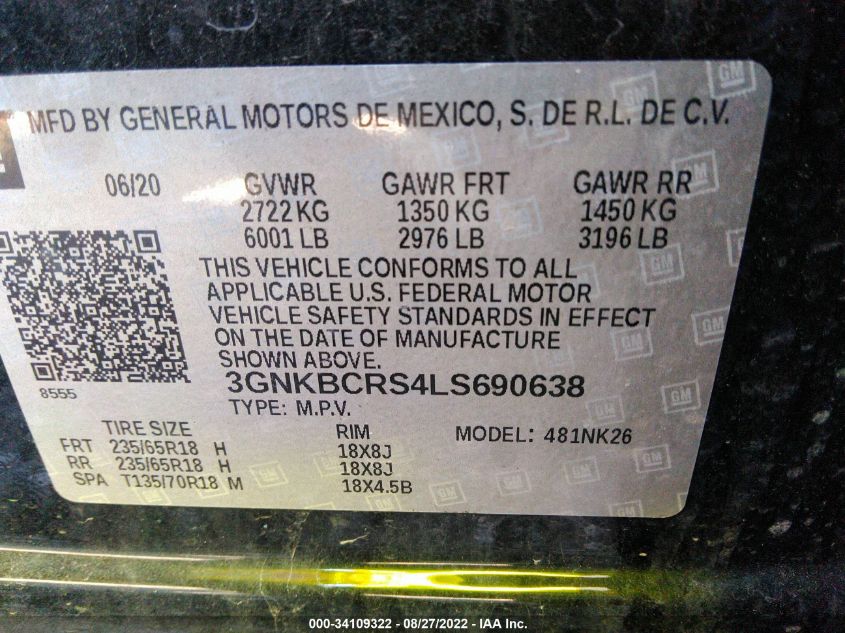 MFD BY GENERAL MOTORS DE MEXICO, S. DE R.L. DE C.V.
06/20 GVWR GAWR FRT GAWR RR
2722 KG 1350 KG 1450 KG
6001 LB 2976 LB 3196 LB
THIS VEHICLE CONFORMS TO ALL
APPLICABLE U.S. FEDERAL MOTOR
VEHICLE SAFETY STANDARDS IN EFFECT
ON THE DATE OF MANUFACTURE
SHOWN ABOVE.
3GNKBCRS4LS690638
8555
TYPE: M.P.V.
TIRE SIZE RIM MODEL: 481NK26
FRT 235/65R18 H 18X8J
RR 235/65R18 H 18X8J
SPA T135/70R18 M 18X4.5B
000-34109322 - 08/27/2022 - IAA Inc.